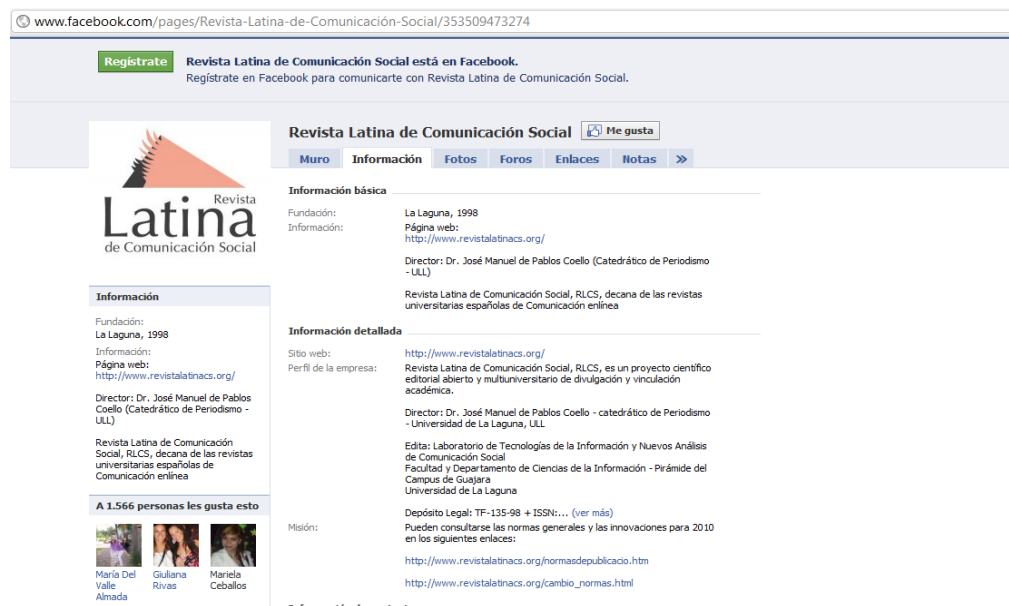 www.facebook.com/pages/Revista-Latina-de-Comunicación-Social/353509473274
Regístrate
Revista Latina de Comunicación Social está en Facebook.
Regístrate en Facebook para comunicarte con Revista Latina de Comunicación Social.
Revista
Latina
de Comunicación Social
Información
Fundación:
La Laguna, 1998
Información:
Página web:
http://www.revistalatinacs.org/
Director: Dr. José Manuel de Pablos
Coello (Catedrático de Periodismo -
ULL)
Revista Latina de Comunicación
Social, RLCS, decana de las revistas
universitarias españolas de
Comunicación enlínea
A 1.566 personas les gusta esto
María Del
Valle
Almada
Giuliana
Rivas
Mariela
Ceballos
Revista Latina de Comunicación Social
Me gusta
Muro Información Fotos Foros Enlaces Notas »
Información básica
Fundación: La Laguna, 1998
Información: Página web:
http://www.revistalatinacs.org/
Director: Dr. José Manuel de Pablos Coello (Catedrático de Periodismo
- ULL)
Revista Latina de Comunicación Social, RLCS, decana de las revistas
universitarias españolas de Comunicación enlínea
Información detallada
Sitio web: http://www.revistalatinacs.org/
Perfil de la empresa: Revista Latina de Comunicación Social, RLCS, es un proyecto científico
editorial abierto y multiuniversitario de divulgación y vinculación
académica.
Director: Dr. José Manuel de Pablos Coello - catedrático de Periodismo
- Universidad de La Laguna, ULL
Edita: Laboratorio de Tecnologías de la Información y Nuevos Análisis
de Comunicación Social
Facultad y Departamento de Ciencias de la Información - Pirámide del
Campus de Guajara
Universidad de La Laguna
Depósito Legal: TF-135-98 + ISSN:... (ver más)
Misión: Pueden consultarse las normas generales y las innovaciones para 2010
en los siguientes enlaces:
http://www.revistalatinacs.org/normasdepublicacio.htm
http://www.revistalatinacs.org/cambio_normas.html